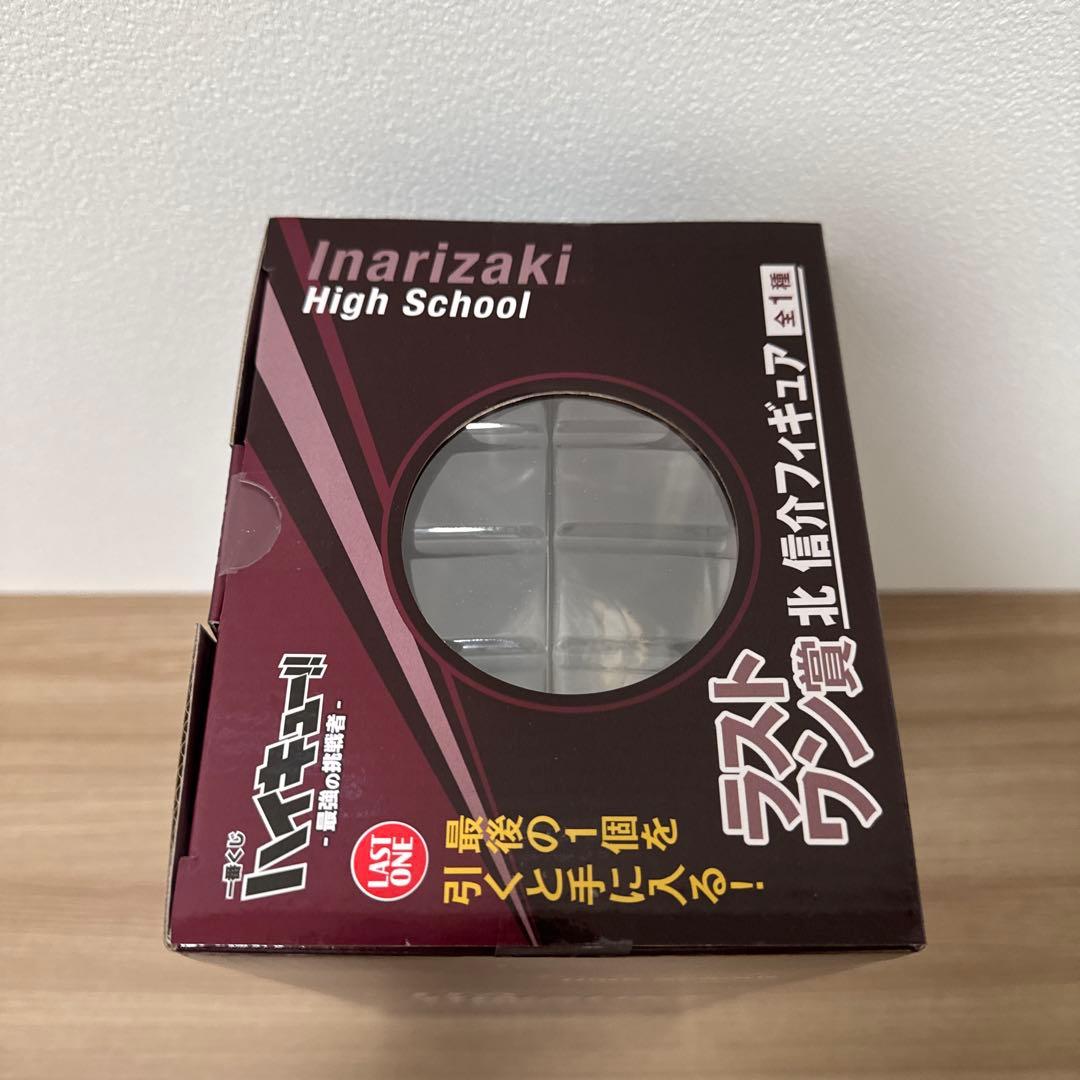 Inarizaki
High School
ラスト
ワン賞 北 信介フィギュア 全1種
一番くじ
ハイキュー!!
- 最強の挑戦者 -
LAST
ONE
最後の1個を
引くと手に入る!